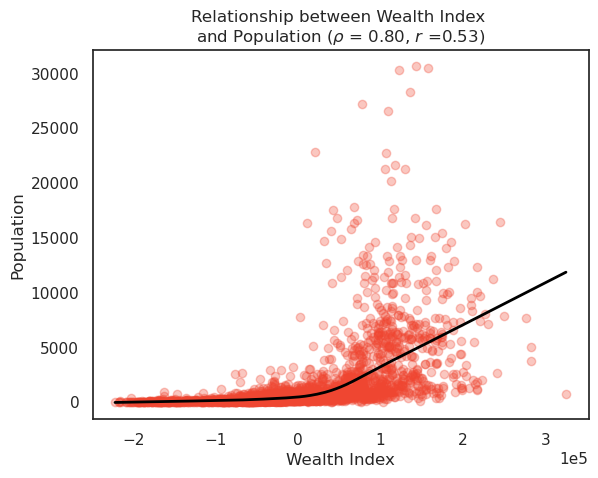 Relationship between Wealth Index
and Population (ρ = 0.80, r =0.53)
30000
25000
20000
15000
10000
5000
0
Population
−2
−1
0
1
2
3
1e5
Wealth Index